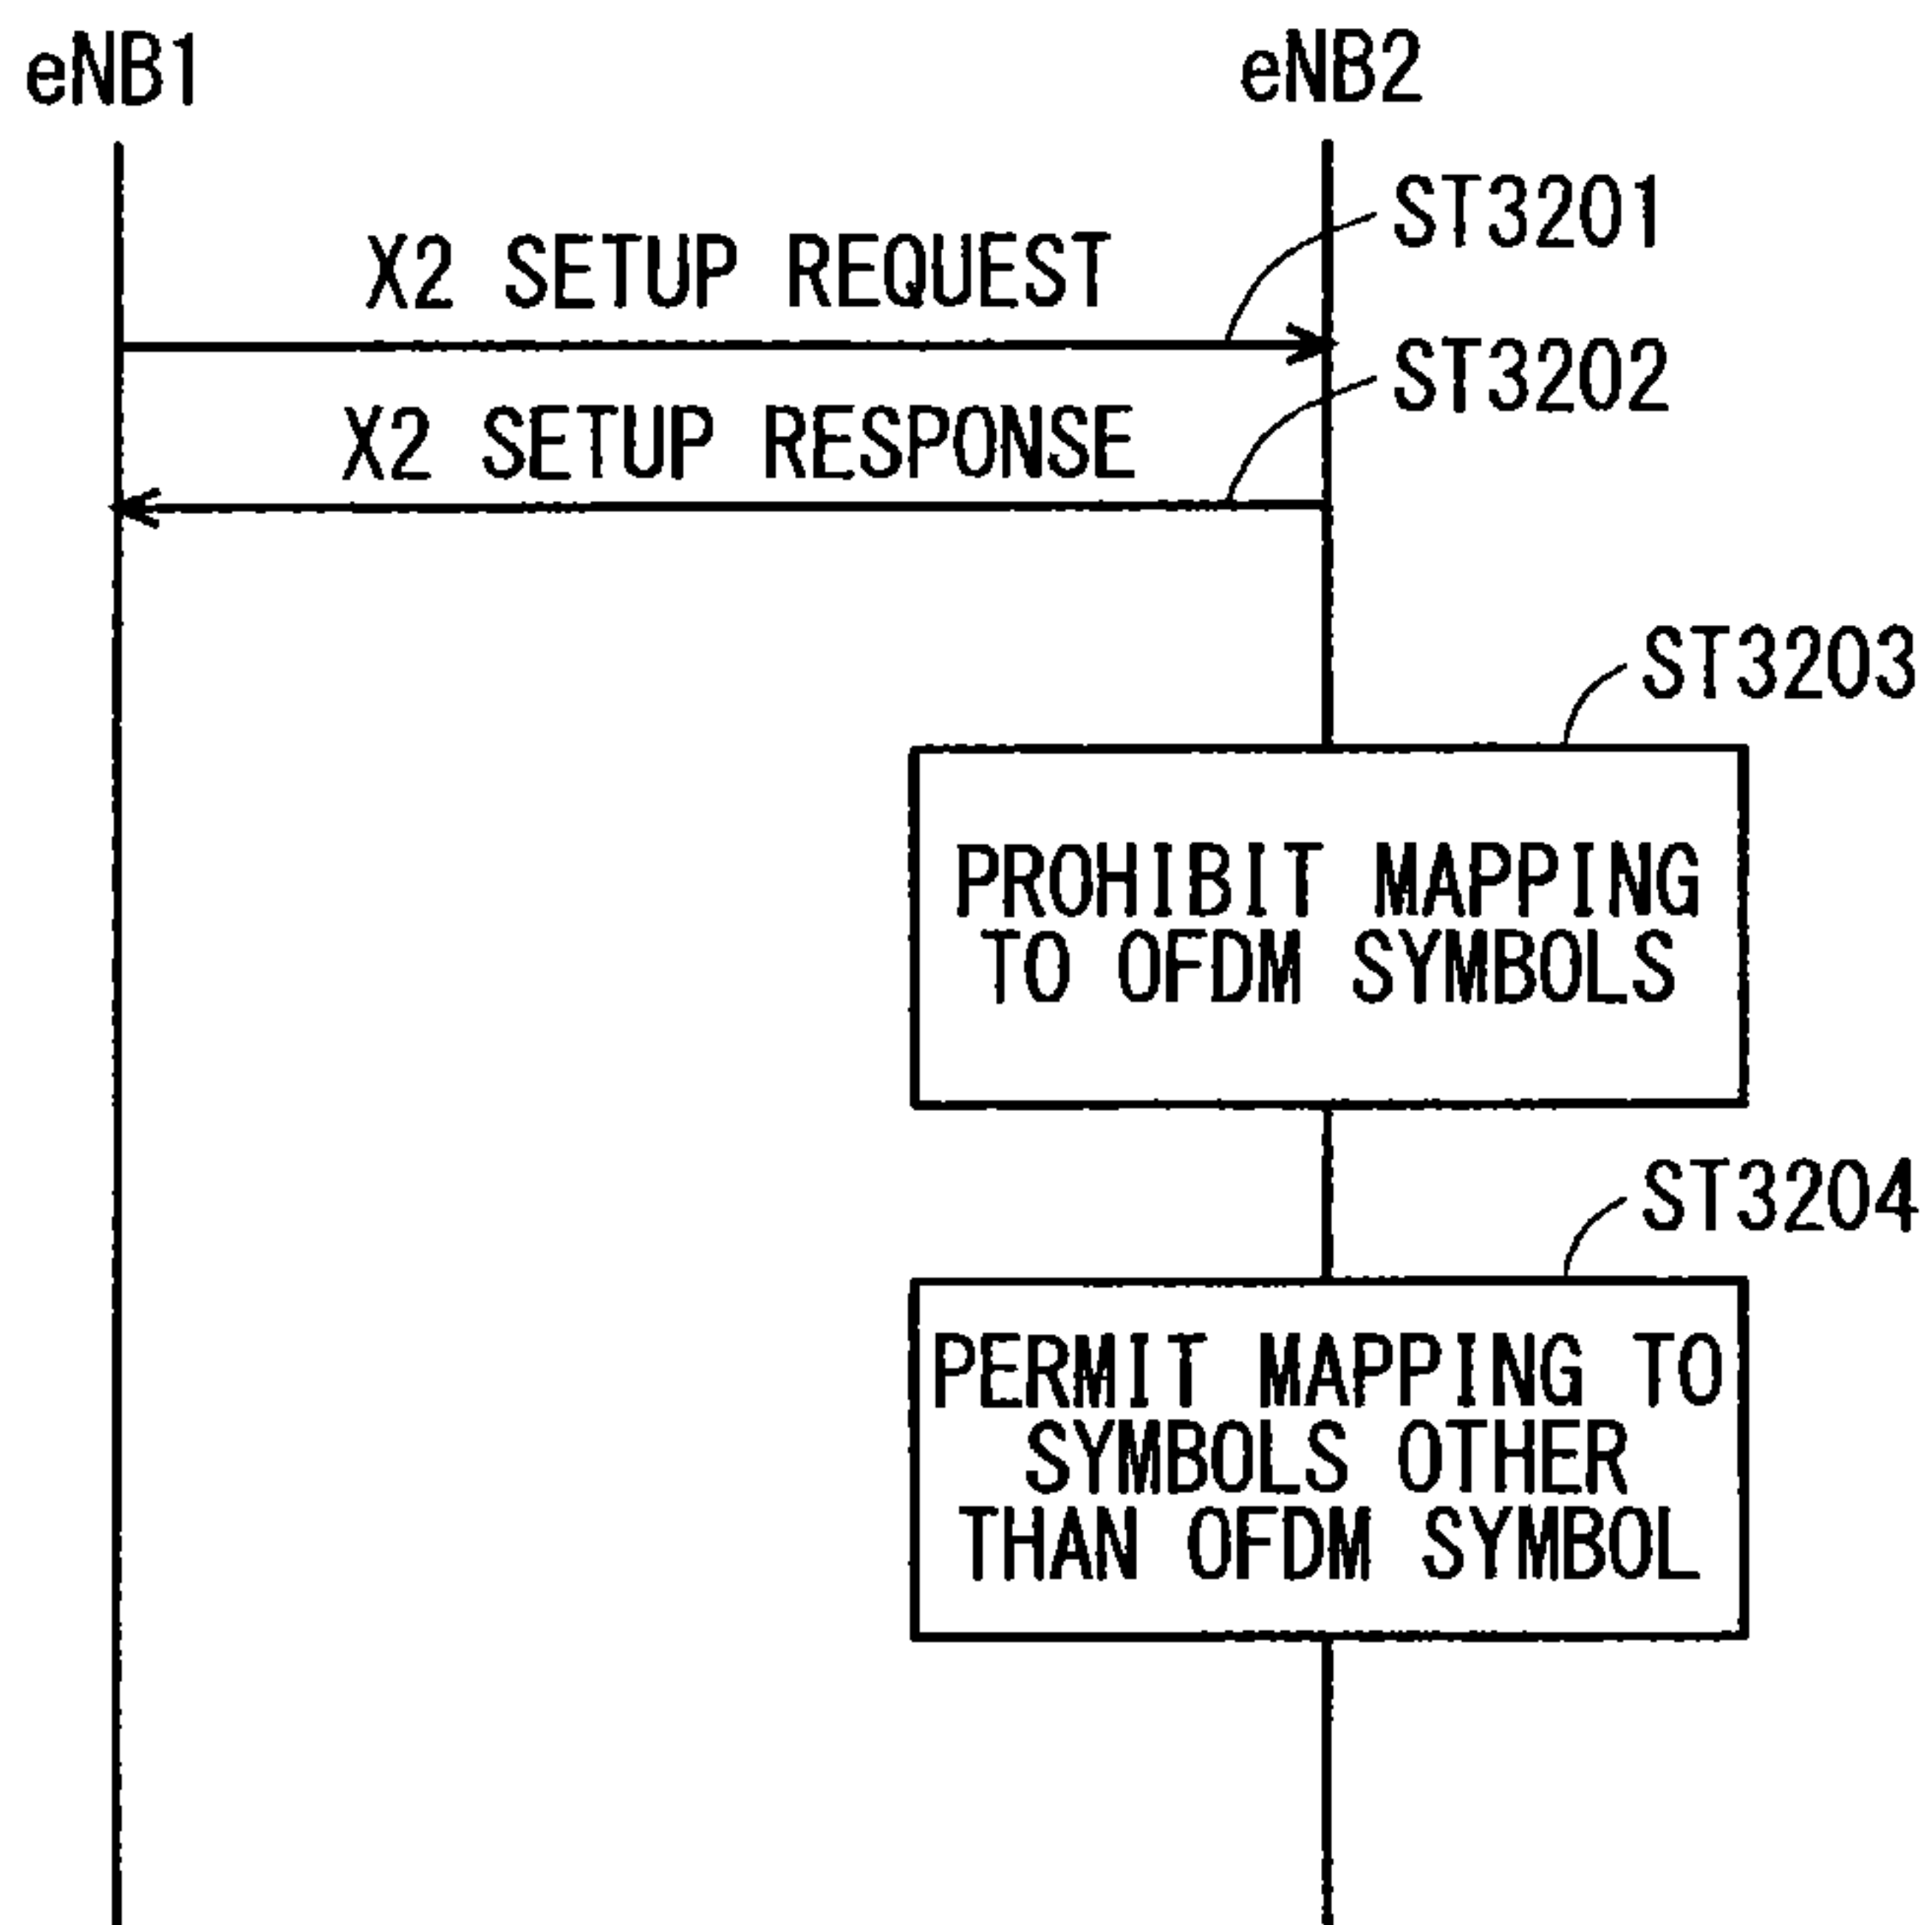 eNB1
eNB2
ST3201
X2 SETUP REQUEST
ST3202
X2 SETUP RESPONSE
ST3203
PROHIBIT MAPPING
TO OFDM SYMBOLS
ST3204
PERMIT MAPPING TO
SYMBOLS OTHER
THAN OFDM SYMBOL